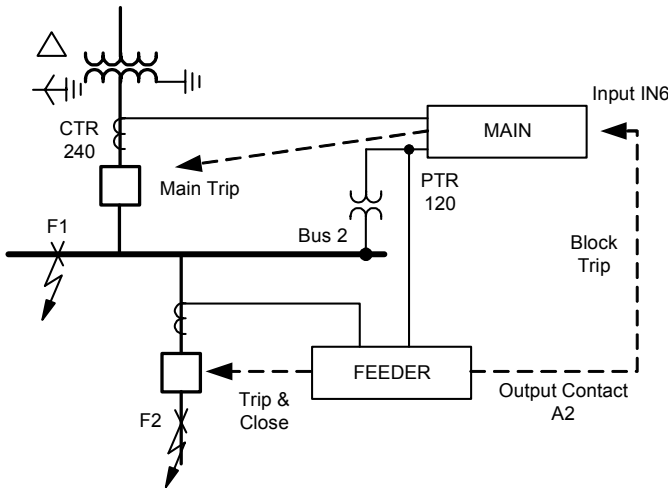 Input IN6
MAIN
CTR
240
Main Trip
PTR
120
F1
Bus 2
Block
Trip
FEEDER
Trip &
Close
Output Contact
A2
F2